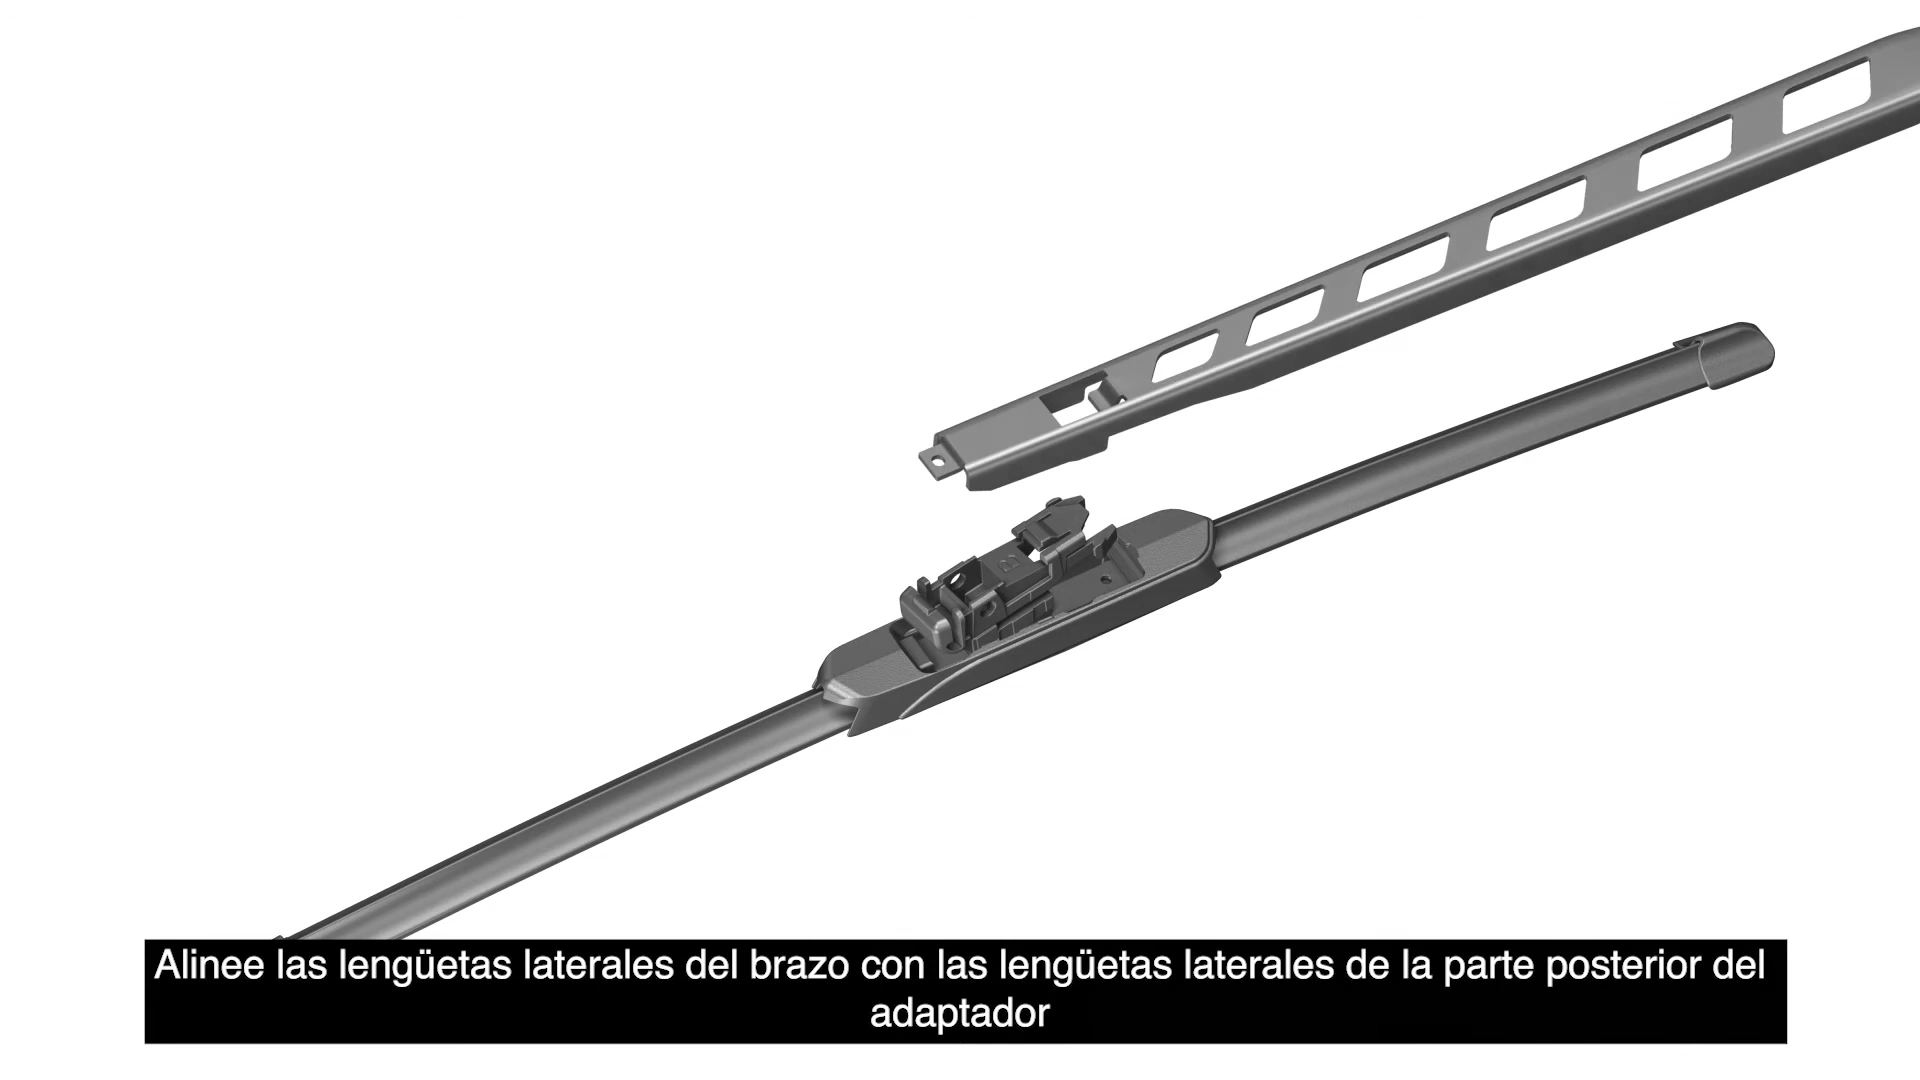 Alinee las lengüetas laterales del brazo con las lengüetas laterales de la parte posterior del
adaptador